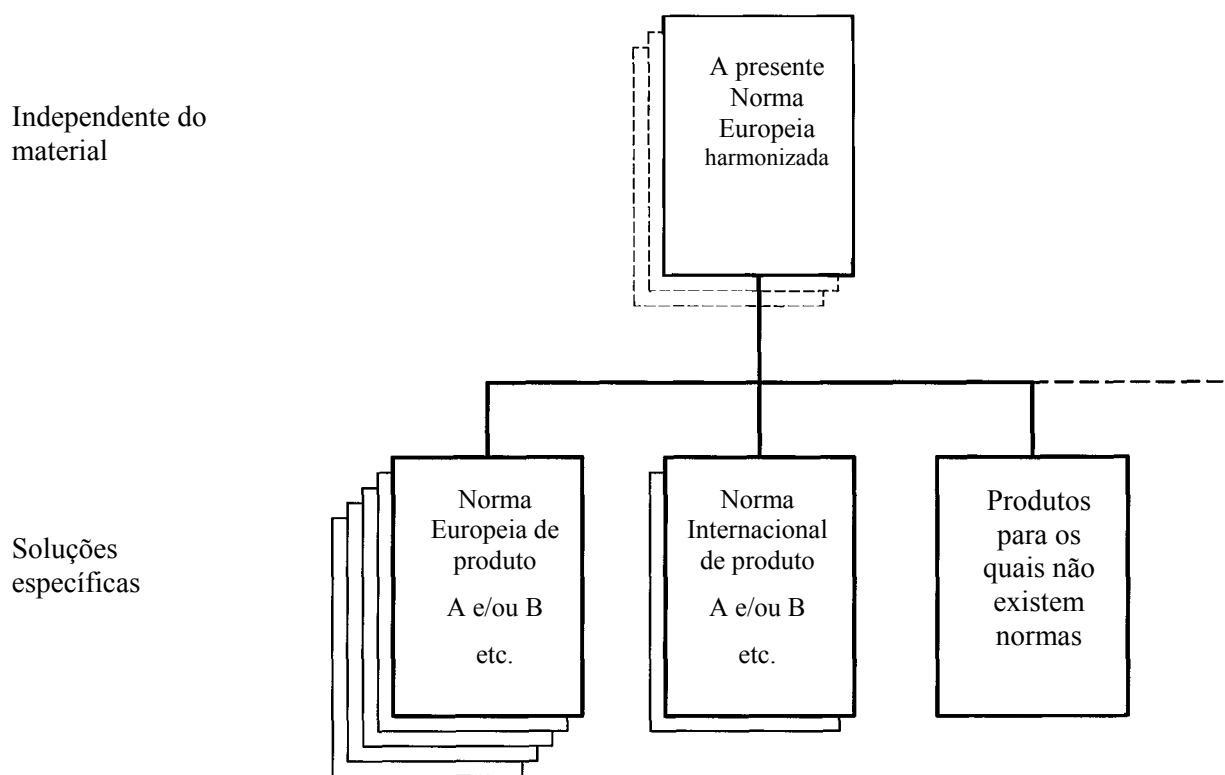 Independente do
material
A presente
Norma
Europeia
harmonizada
Soluções
específicas
Norma
Europeia de
produto
A e/ou B
etc.
Norma
Internacional
de produto
A e/ou B
etc.
Produtos
para os
quais não
existem
normas